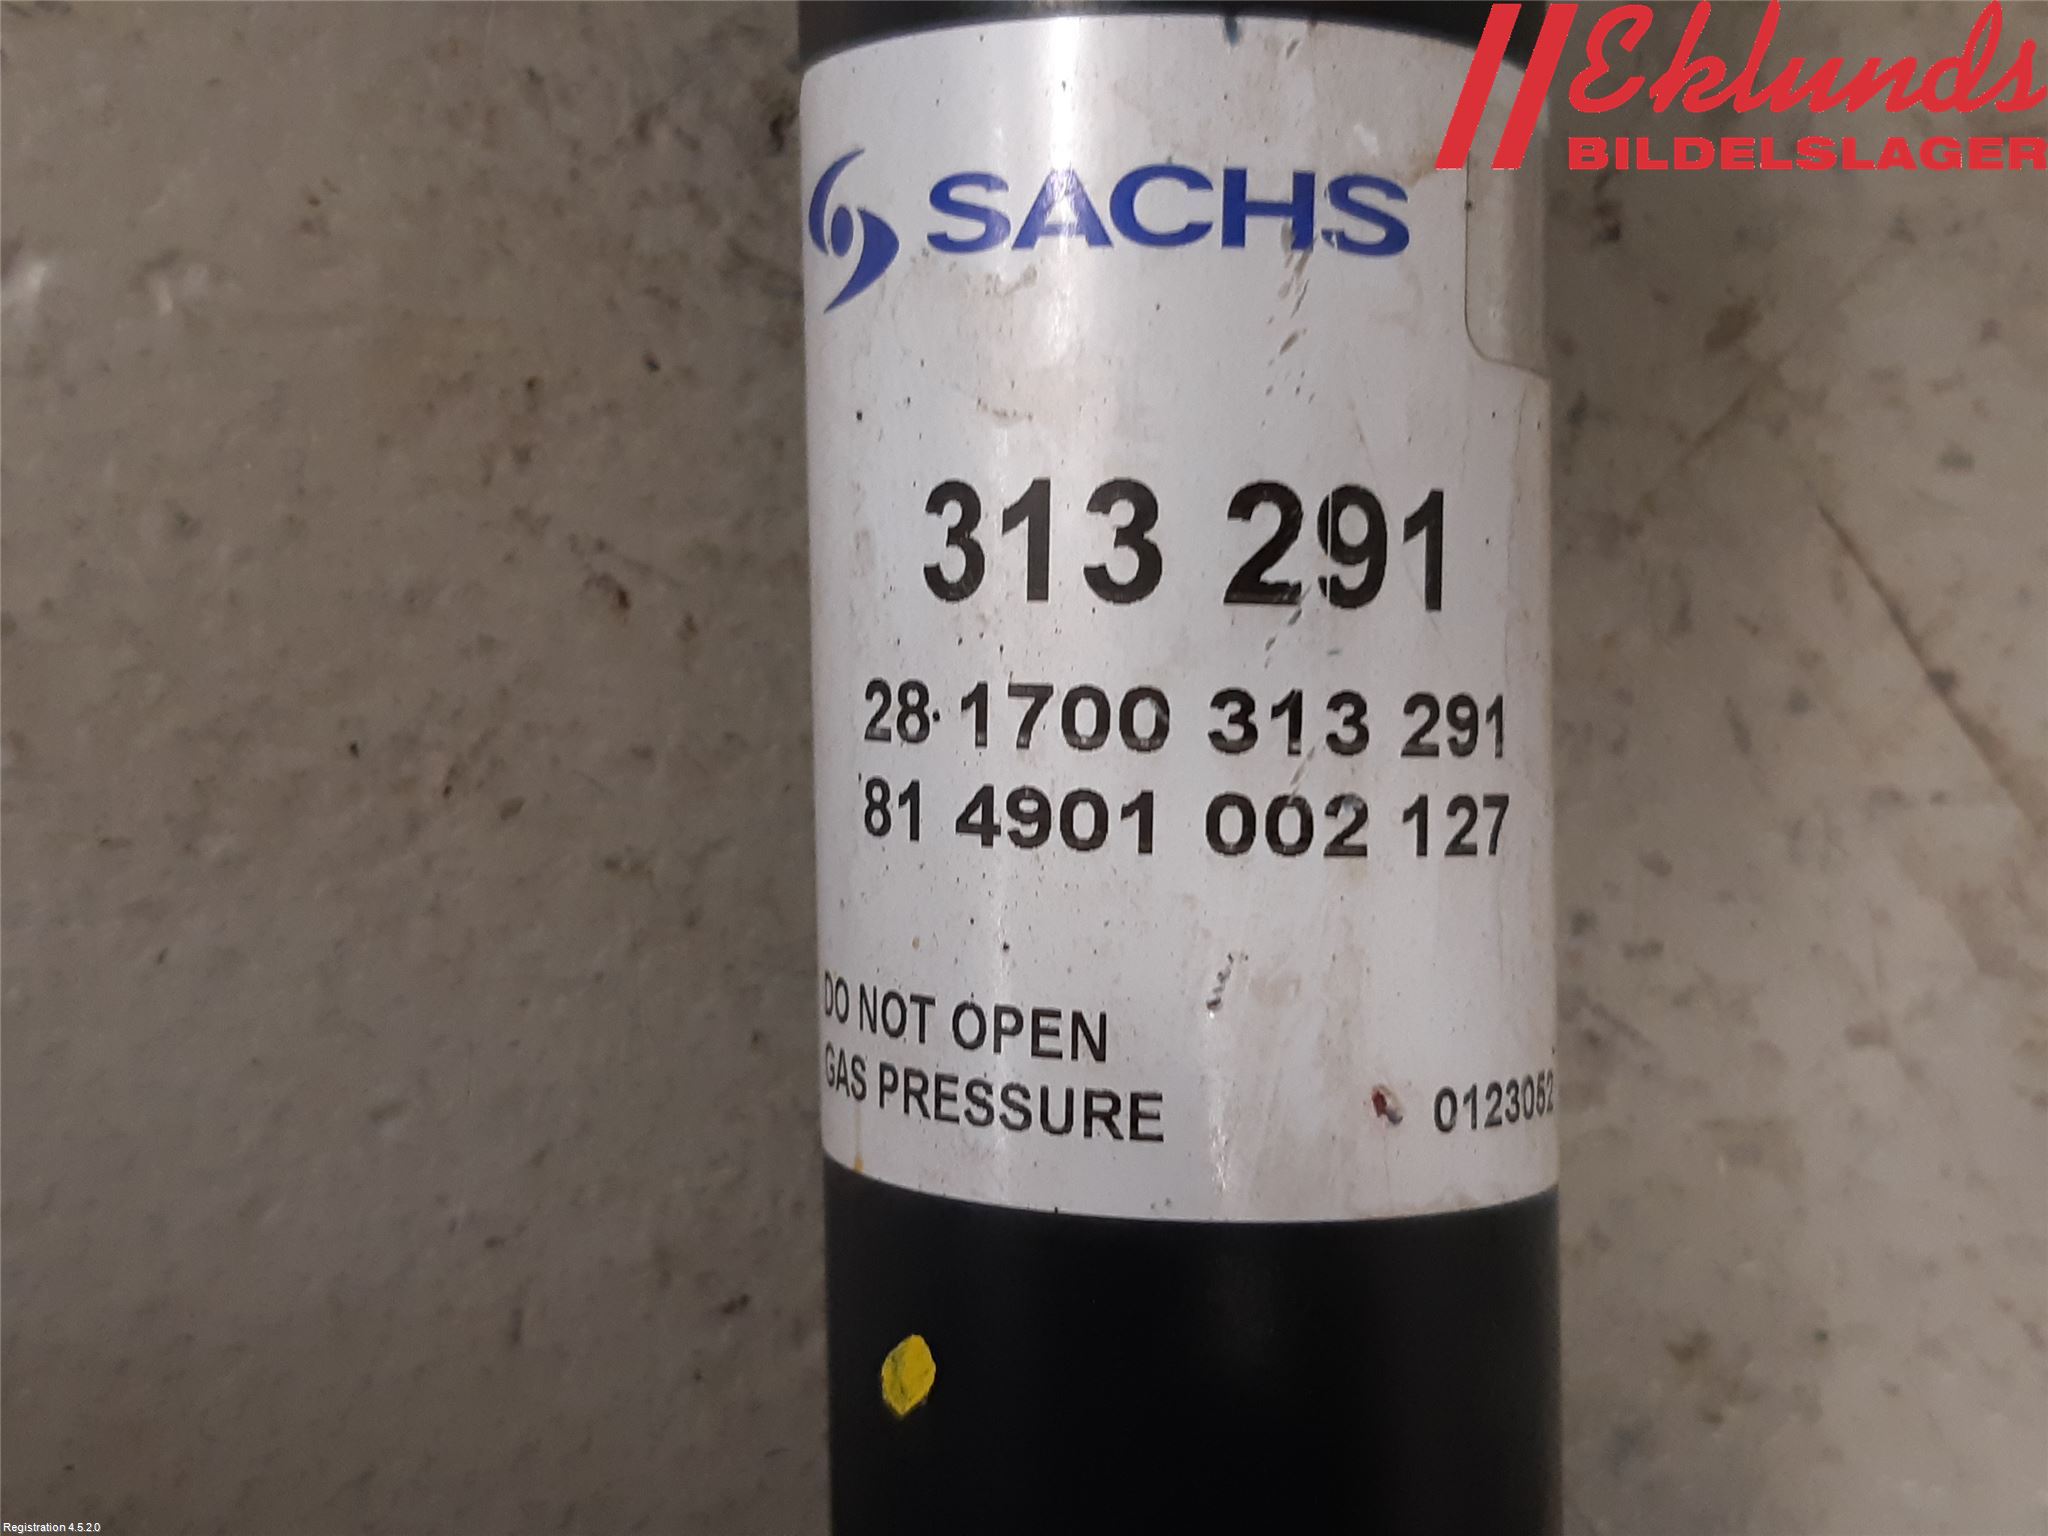 Eklunds
BILDELSLAGER
SACHS
313 291
28 1700 313 291
81 4901 002 127
DO NOT OPEN
GAS PRESSURE
0123052
Registration 4.5.2.0